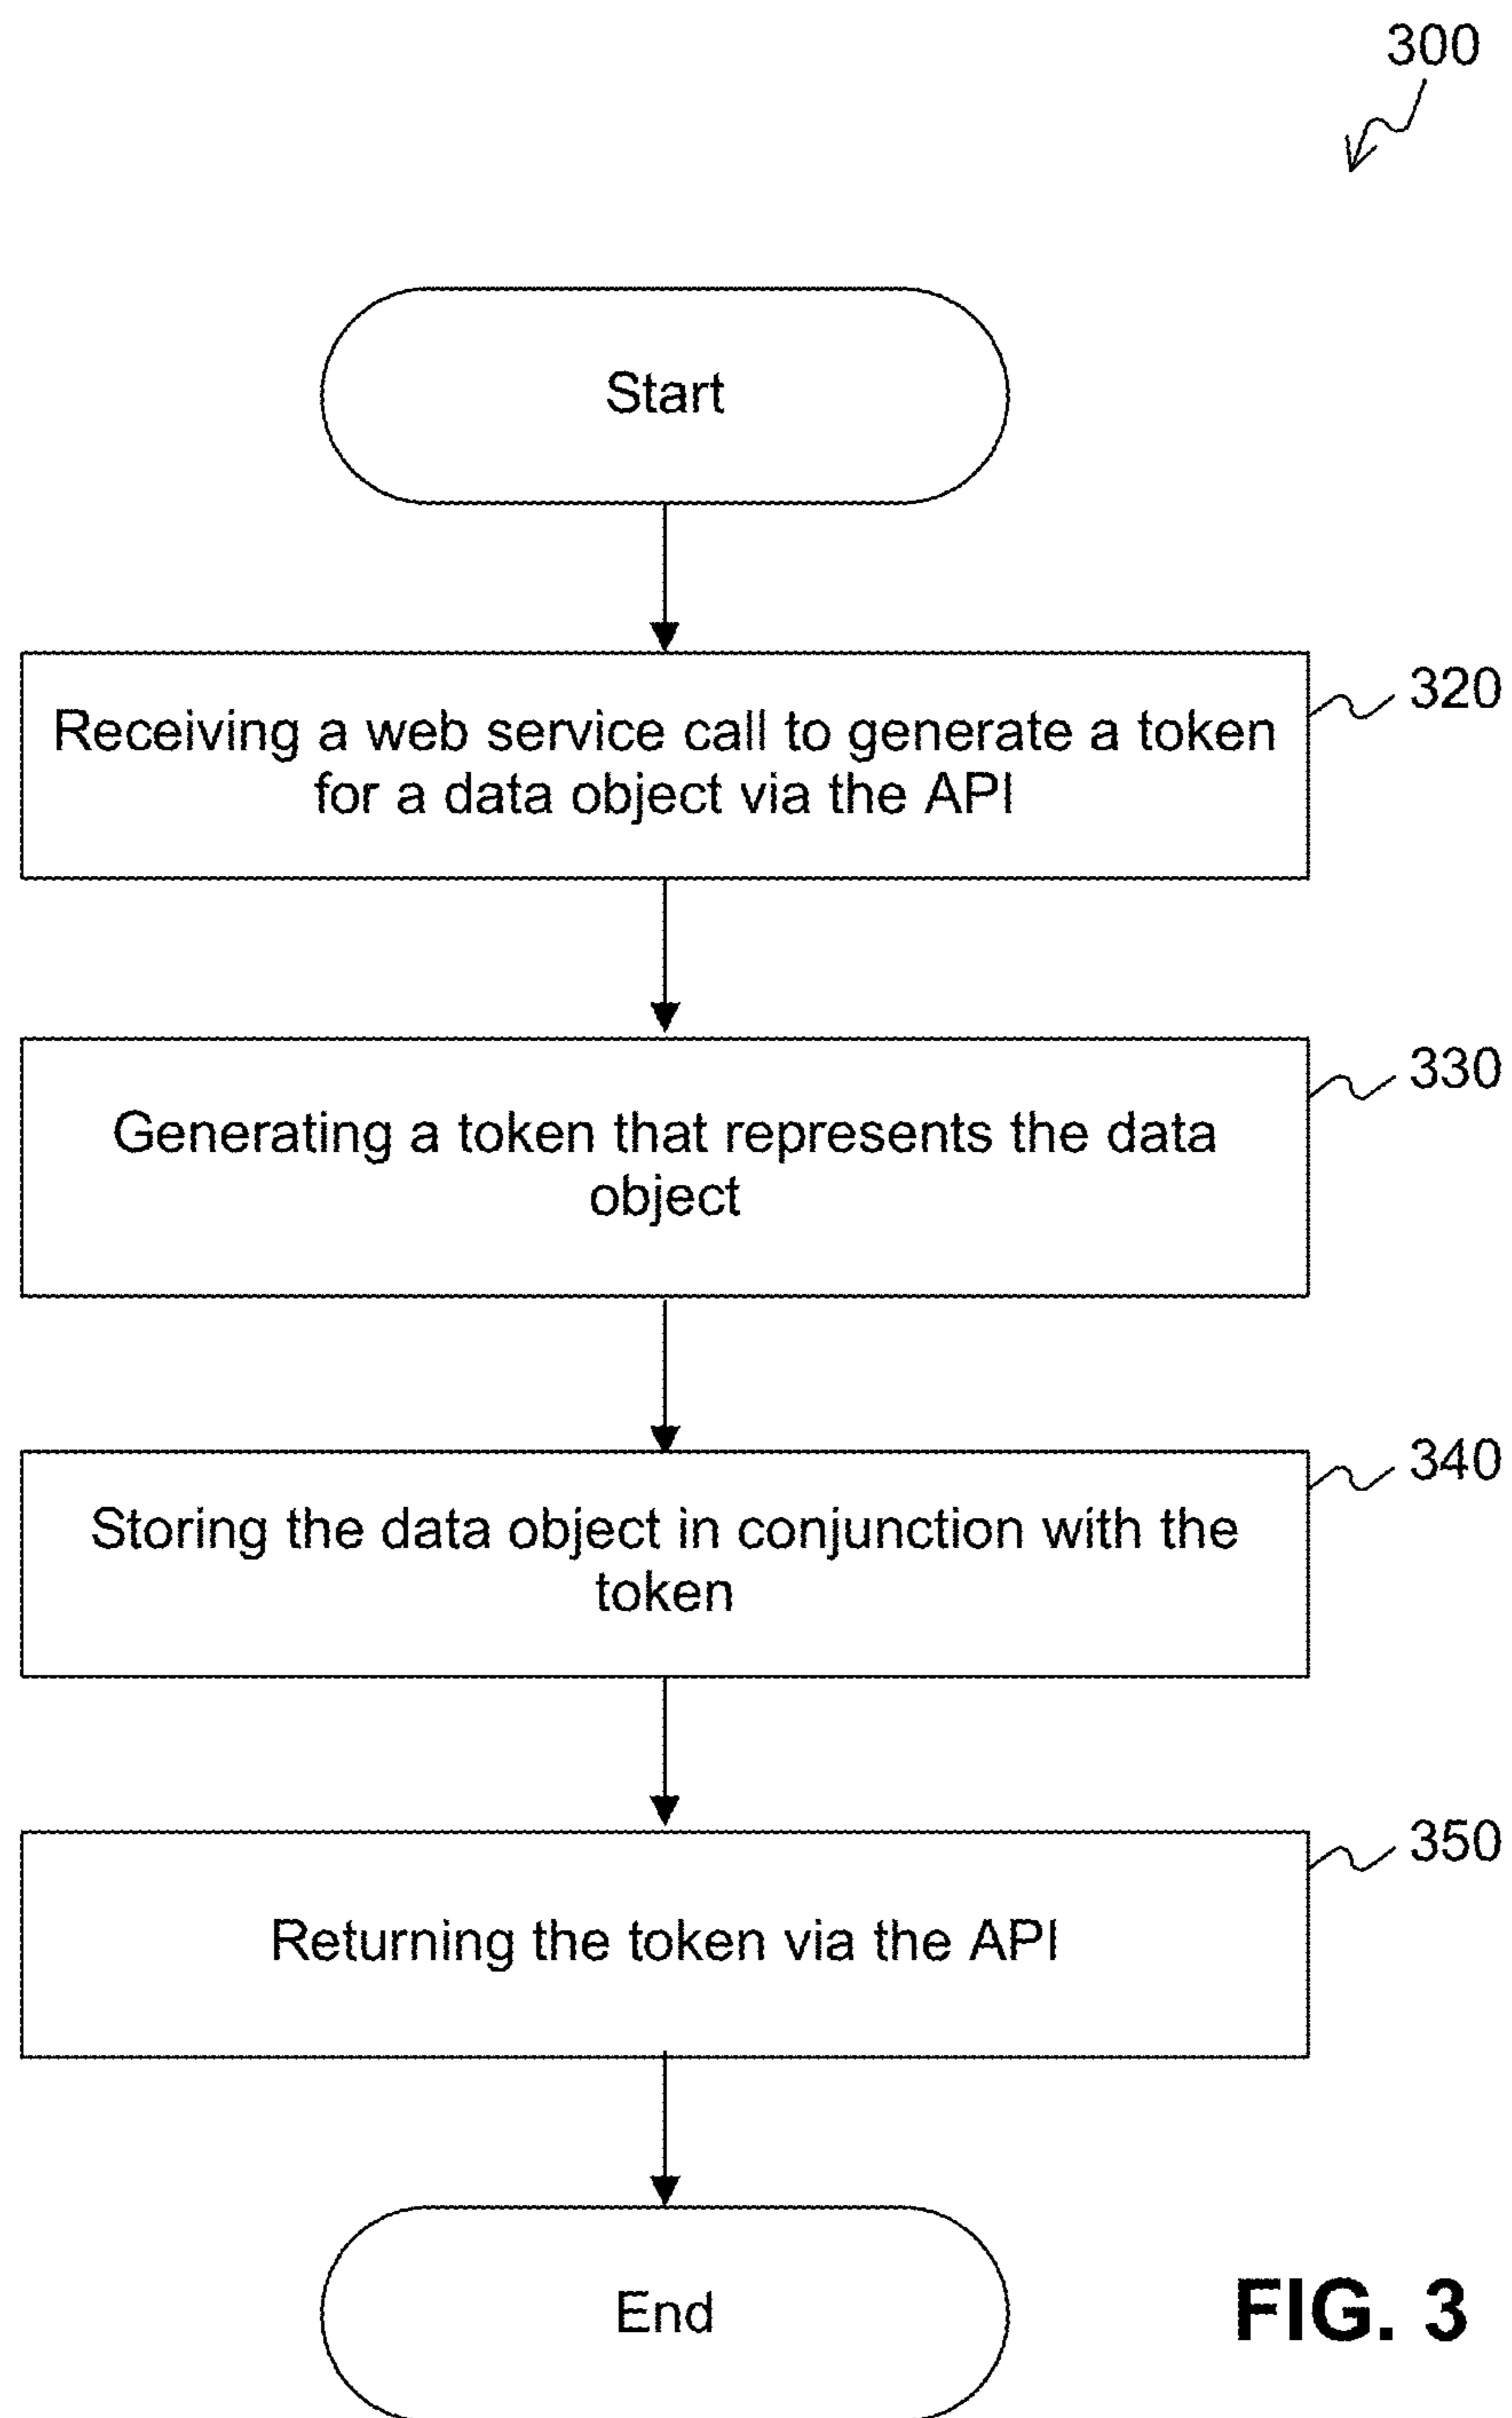 300
Start
Receiving a web service call to generate a token
for a data object via the API
320
Generating a token that represents the data
object
330
Storing the data object in conjunction with the
token
340
Returning the token via the API
350
End
FIG. 3